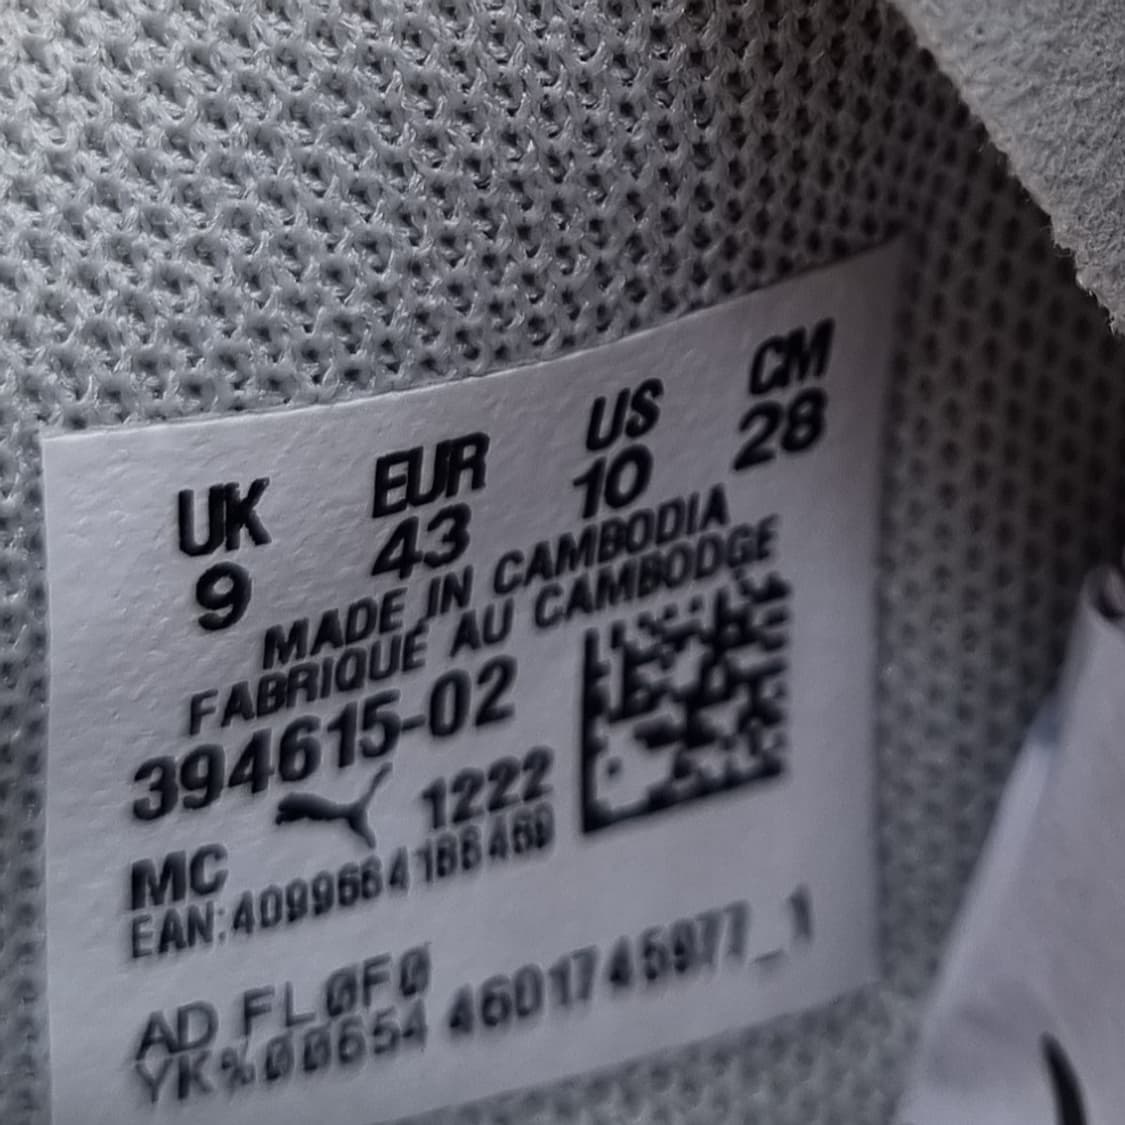 UK EUR US CM
9 43 10 28
MADE IN CAMBODIA
FABRIQUÉ AU CAMBODGE
394615-02
1222
MC
AD FL0F0